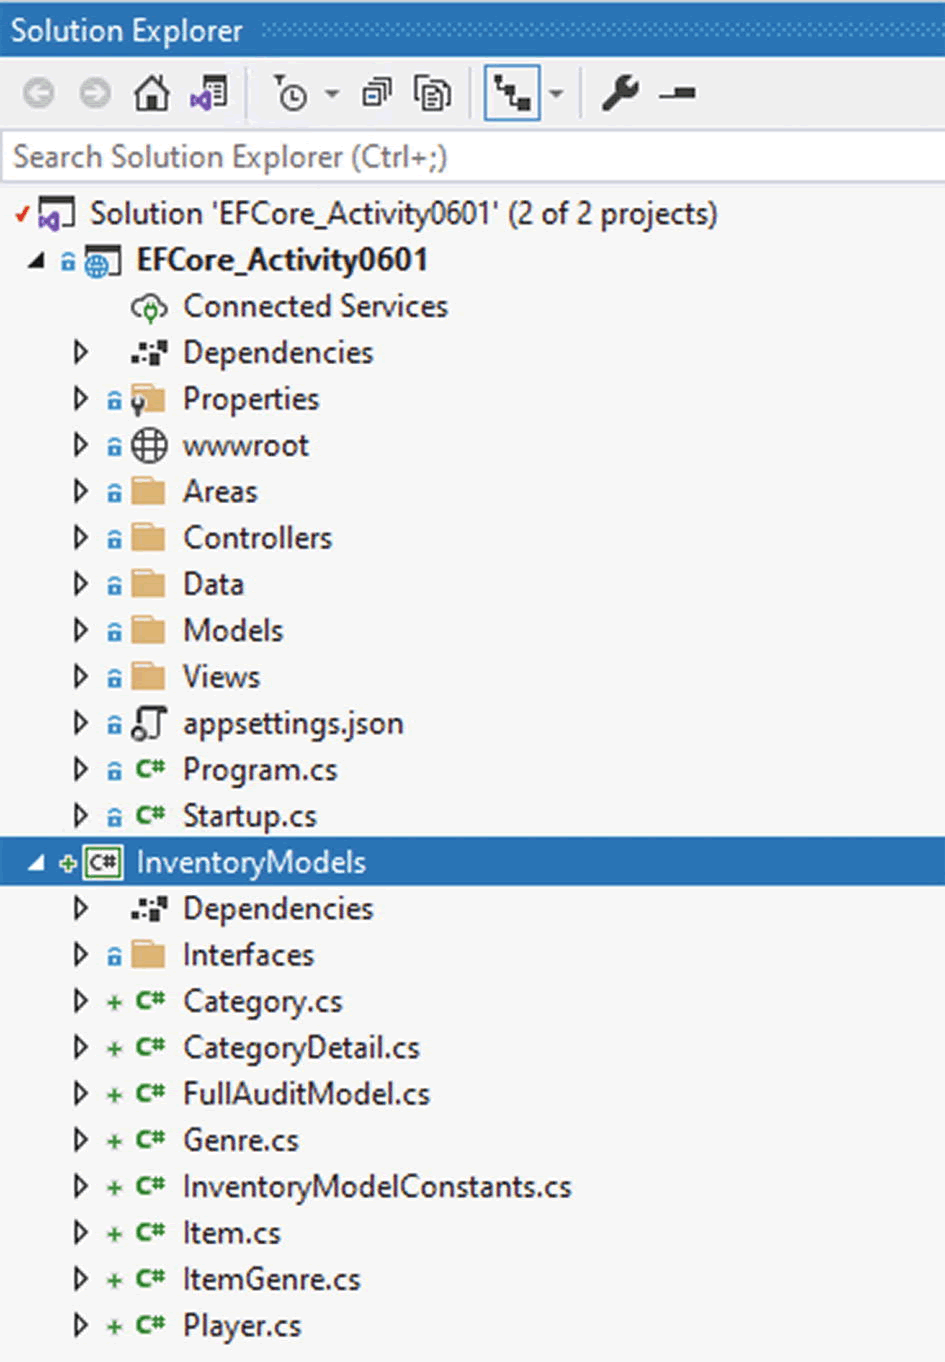 Solution Explorer
Search Solution Explorer (Ctrl+;)
Solution 'EFCore_Activity0601' (2 of 2 projects)
EFCore_Activity0601
Connected Services
Dependencies
Properties
wwwroot
Areas
Controllers
Data
Models
Views
appsettings.json
C# Program.cs
C# Startup.cs
C# InventoryModels
Dependencies
Interfaces
C# Category.cs
C# CategoryDetail.cs
C# FullAuditModel.cs
C# Genre.cs
C# InventoryModelConstants.cs
C# Item.cs
C# ItemGenre.cs
C# Player.cs